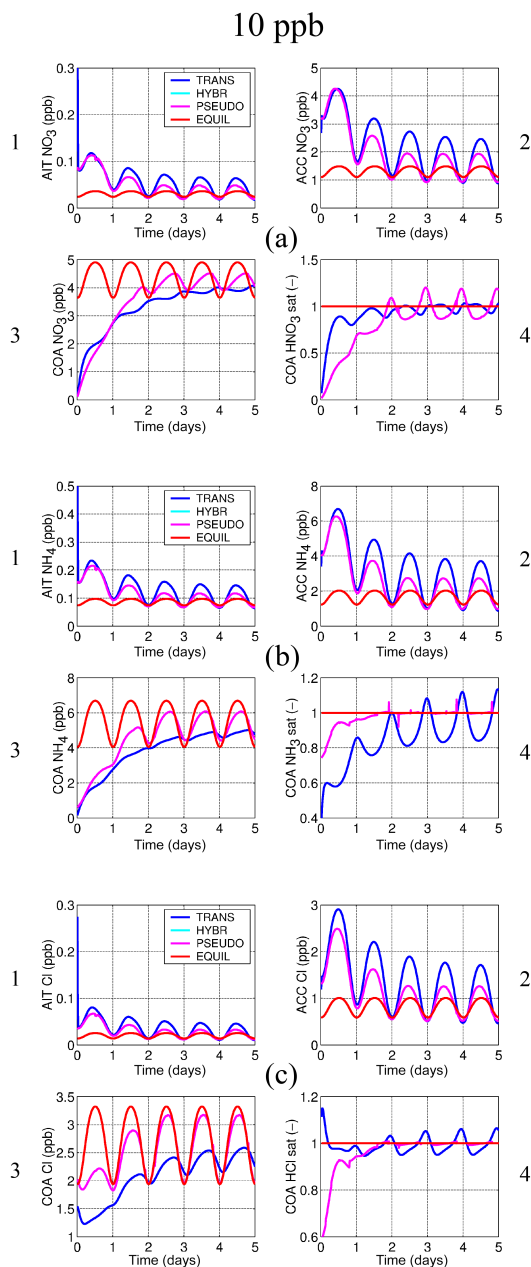 10 ppb
1
AIT NO3 (ppb)
0.3
0.2
0.1
0
0 1 2 3 4 5
Time (days)
TRANS
HYBR
PSEUDO
EQUIL
ACC NO3 (ppb)
5
4
3
2
1
0
0 1 2 3 4 5
Time (days)
2
(a)
3
COA NO3 (ppb)
5
4
3
2
1
0
0 1 2 3 4 5
Time (days)
COA HNO3 sat (−)
1.5
1
0.5
0
0 1 2 3 4 5
Time (days)
4
1
AIT NH4 (ppb)
0.5
0.4
0.3
0.2
0.1
0
0 1 2 3 4 5
Time (days)
TRANS
HYBR
PSEUDO
EQUIL
ACC NH4 (ppb)
8
6
4
2
0
0 1 2 3 4 5
Time (days)
2
(b)
3
COA NH4 (ppb)
8
6
4
2
0
0 1 2 3 4 5
Time (days)
COA NH3 sat (−)
1.2
1
0.8
0.6
0.4
0 1 2 3 4 5
Time (days)
4
1
AIT Cl (ppb)
0.3
0.2
0.1
0
0 1 2 3 4 5
Time (days)
TRANS
HYBR
PSEUDO
EQUIL
ACC Cl (ppb)
3
2
1
0
0 1 2 3 4 5
Time (days)
2
(c)
3
COA Cl (ppb)
3.5
3
2.5
2
1.5
1
0 1 2 3 4 5
Time (days)
COA HCl sat (−)
1.2
1
0.8
0.6
0 1 2 3 4 5
Time (days)
4